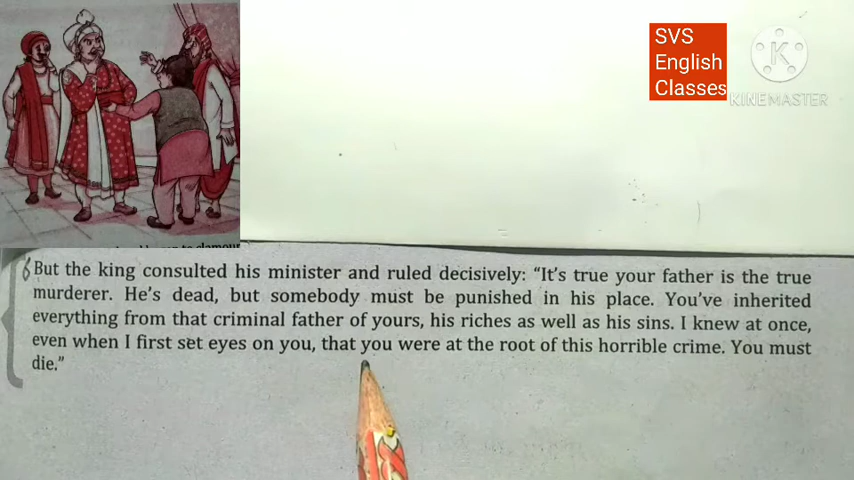 SVS
English
Classes
KINEMASTER
But the king consulted his minister and ruled decisively: "It's true your father is the true
murderer. He's dead, but somebody must be punished in his place. You've inherited
everything from that criminal father of yours, his riches as well as his sins. I knew at once,
even when I first set eyes on you, that you were at the root of this horrible crime. You must
die."